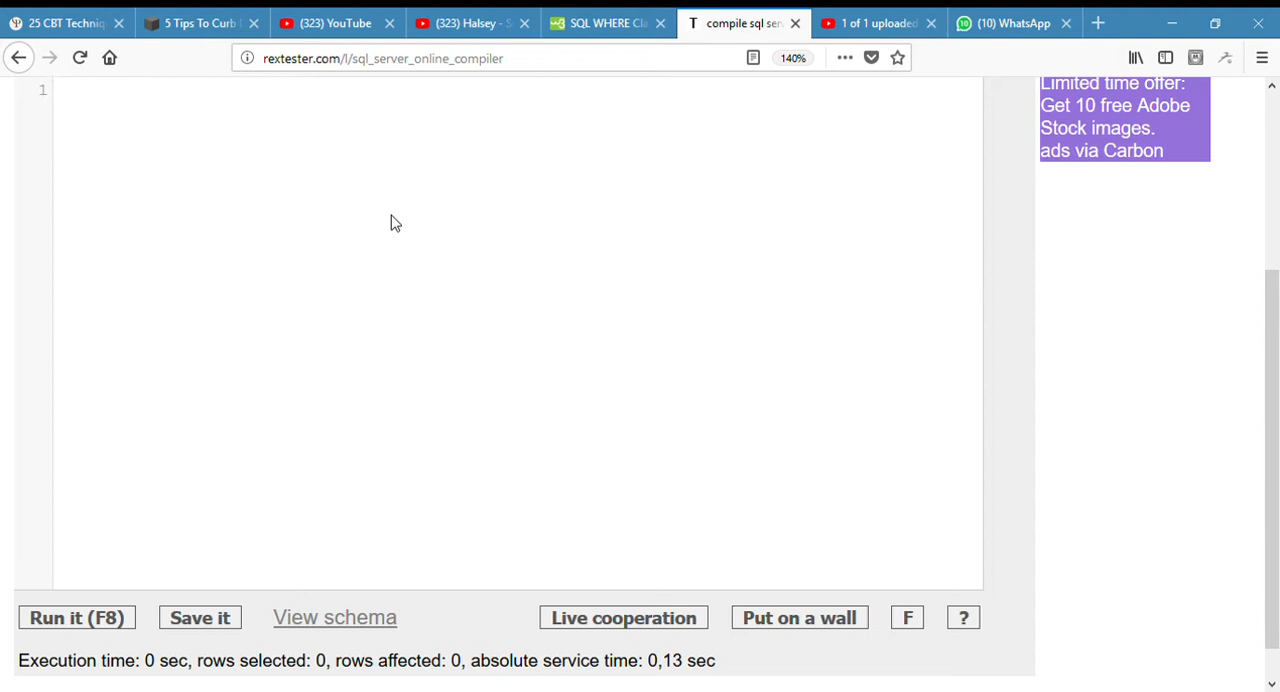 25 CBT Techniq
5 Tips To Curb
(323) YouTube
(323) Halsey - S
SQL WHERE Cla
T compile sql ser
1 of 1 uploaded
(10) WhatsApp
rextester.com/l/sql_server_online_compiler
140%
1
Limited time offer:
Get 10 free Adobe
Stock images.
ads via Carbon
Run it (F8) Save it View schema Live cooperation Put on a wall F ?
Execution time: 0 sec, rows selected: 0, rows affected: 0, absolute service time: 0,13 sec